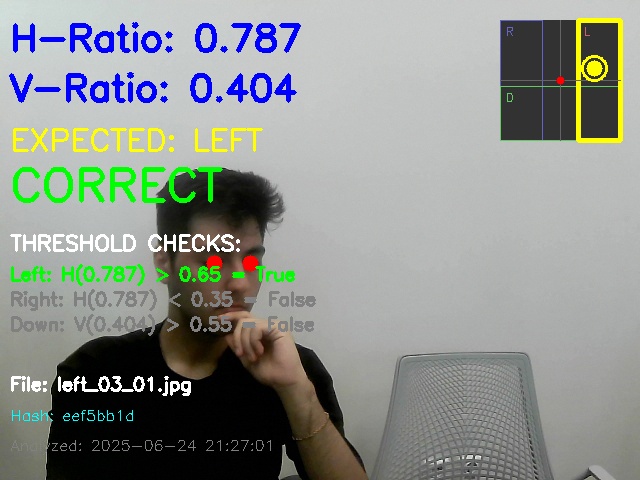 H-Ratio: 0.787
V-Ratio: 0.404
EXPECTED: LEFT
CORRECT
THRESHOLD CHECKS:
Left: H(0.787) > 0.65 = True
Right: H(0.787) < 0.35 = False
Down: V(0.404) > 0.55 = False
File: left_03_01.jpg
Hash: eef5bb1d
Analyzed: 2025-06-24 21:27:01
R
L
D